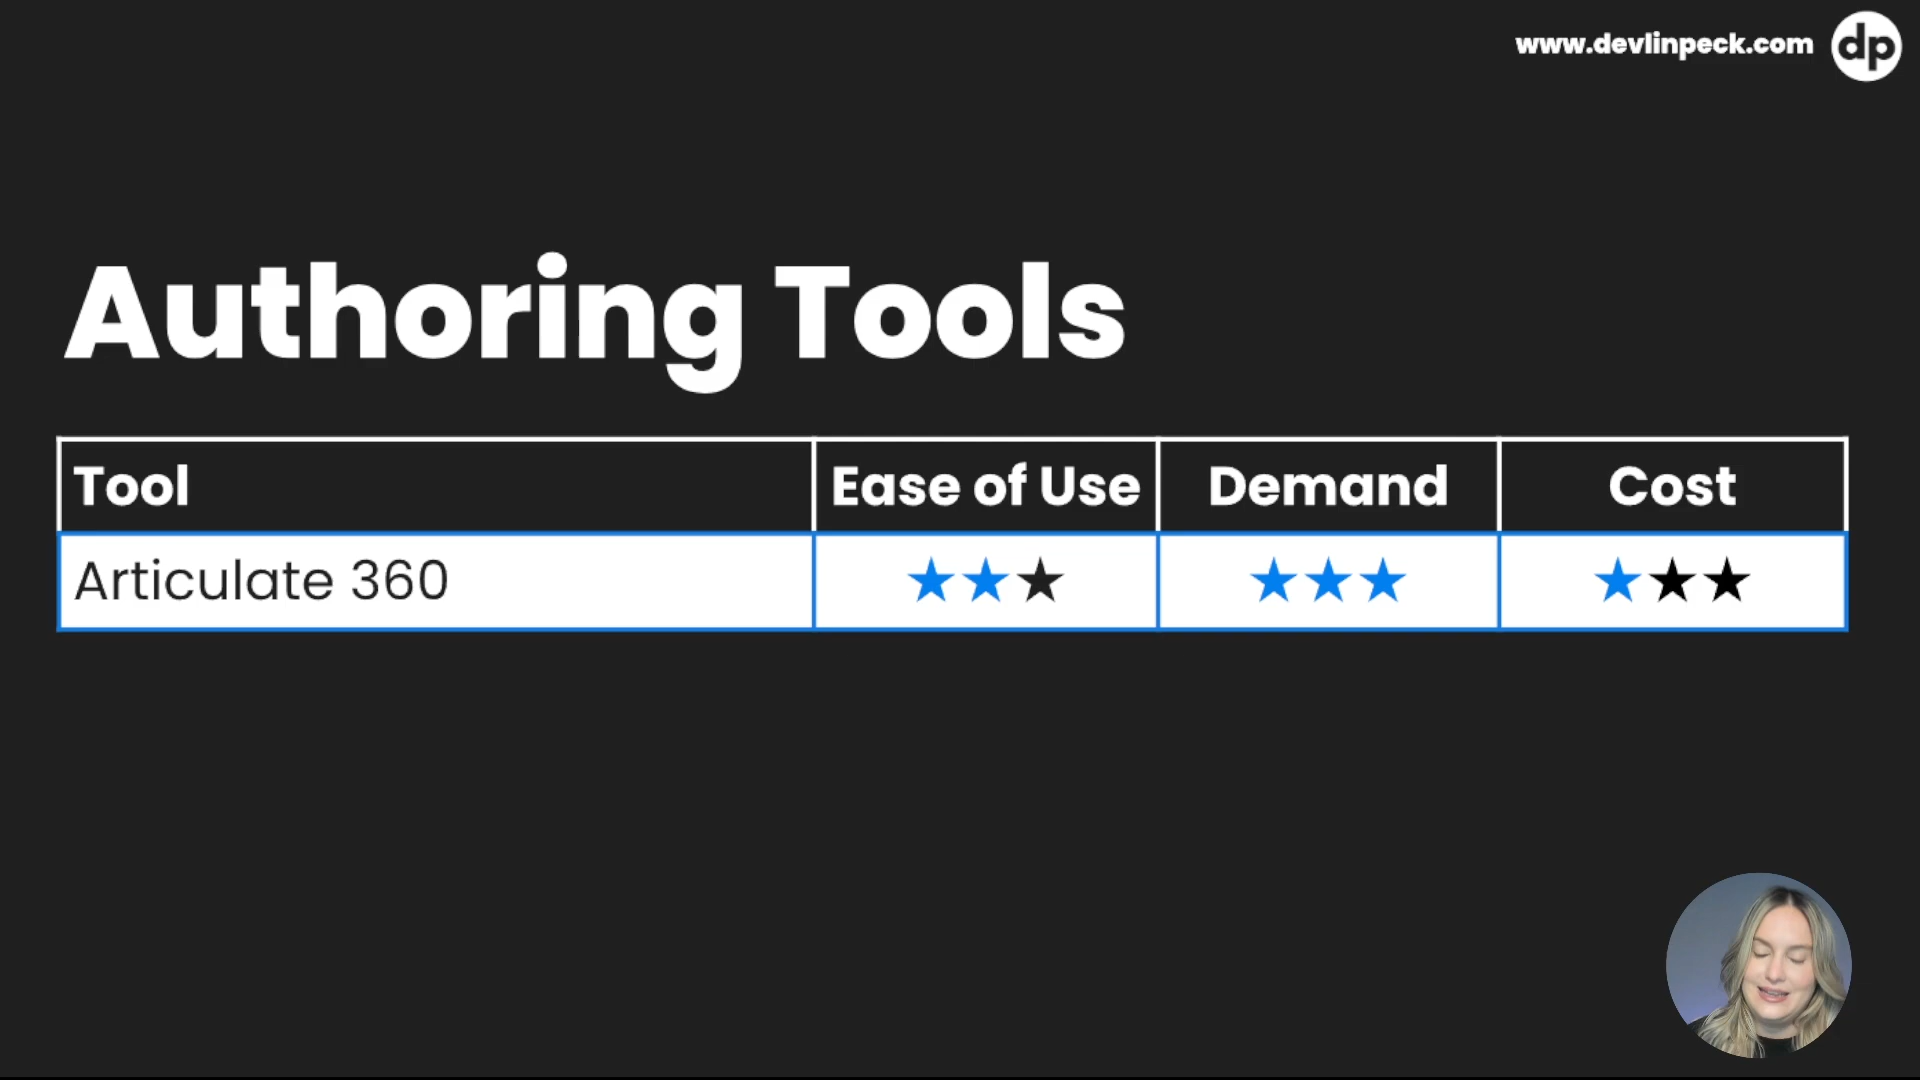 www.devlinpeck.com dp
Authoring Tools
Tool Ease of Use Demand Cost
Articulate 360 ★★★ ★★★ ★★★